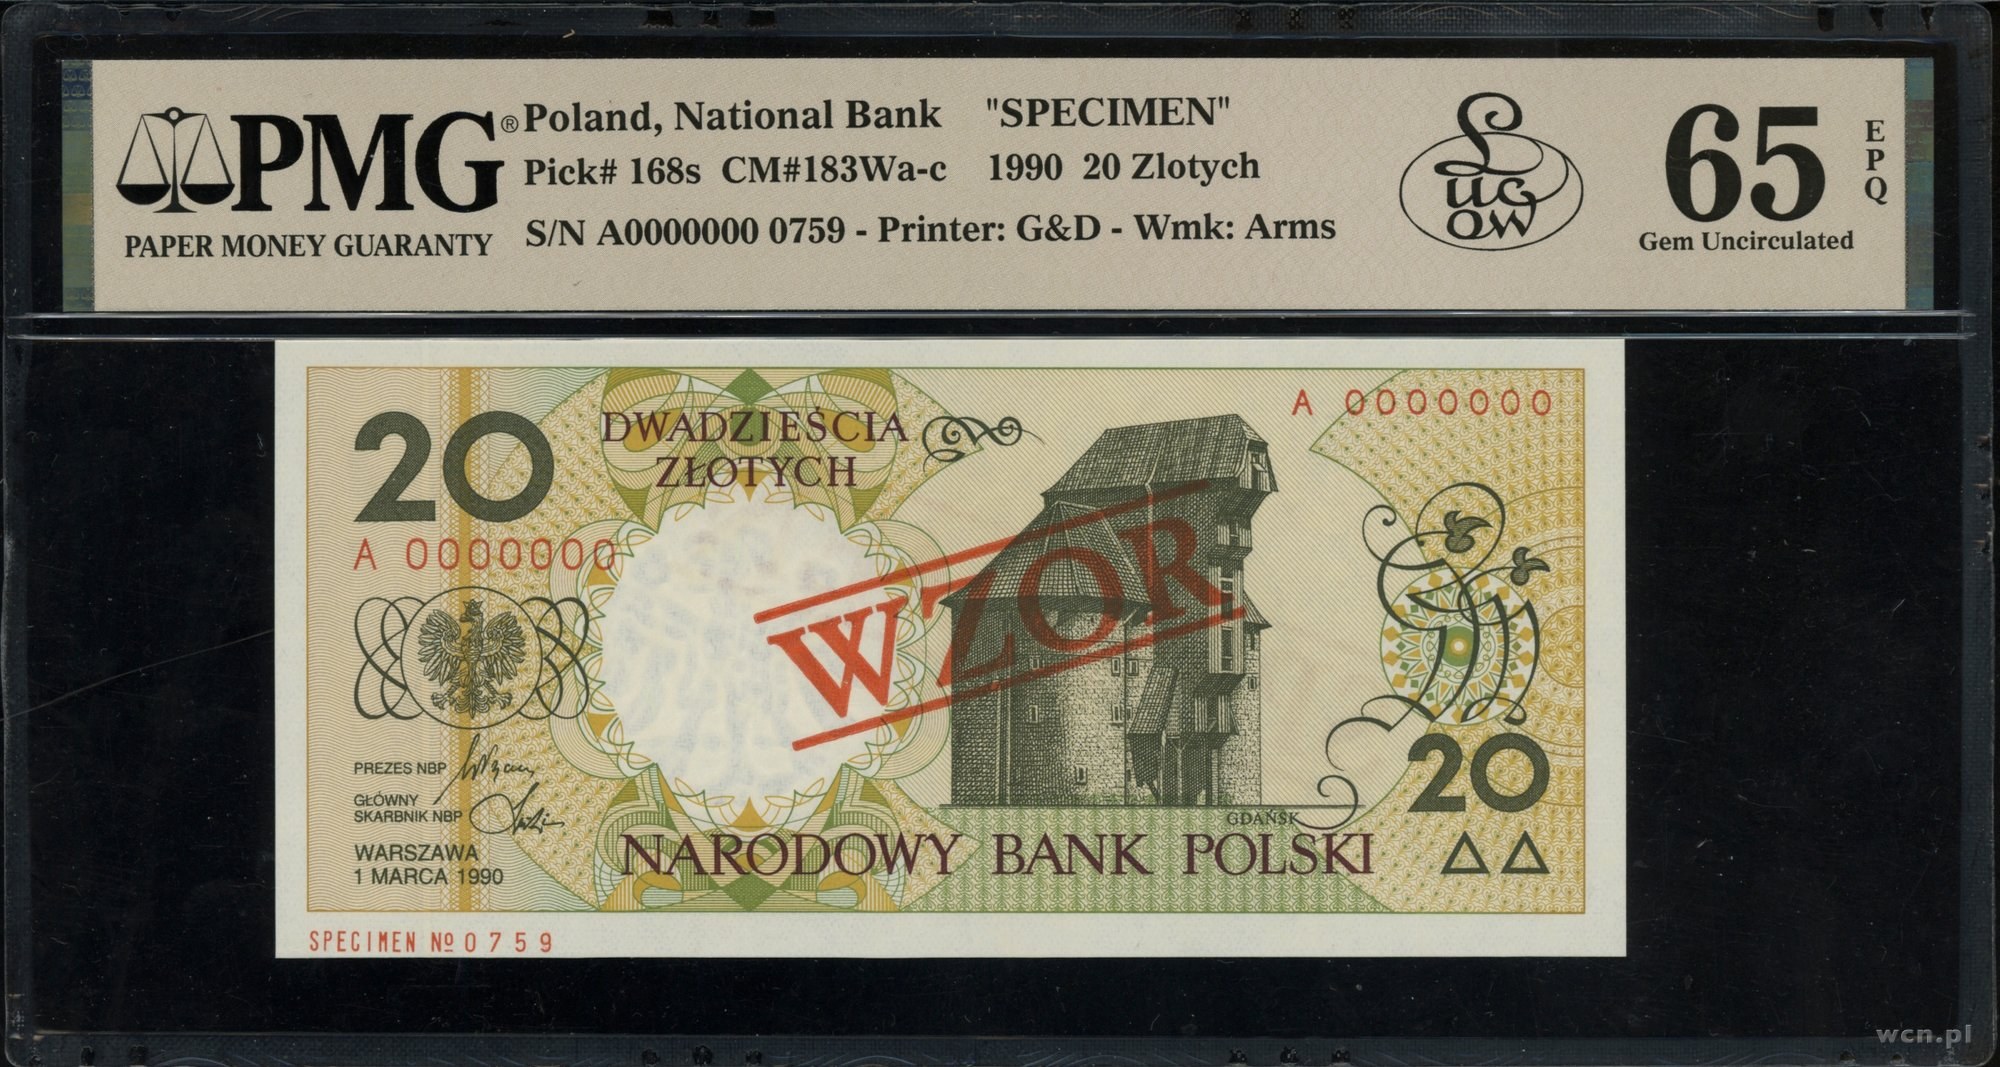 PMG® Poland, National Bank "SPECIMEN"
Pick# 168s CM#183Wa-c 1990 20 Zlotych
S/N A0000000 0759 - Printer: G&D - Wmk: Arms
PAPER MONEY GUARANTY
Lucow
65 EPQ
Gem Uncirculated
20
DWADZIEŚCIA
ZŁOTYCH
A 0000000
A 0000000
WZÓR
PREZES NBP
GŁÓWNY
SKARBNIK NBP
WARSZAWA
1 MARCA 1990
GDAŃSK
20
NARODOWY BANK POLSKI
SPECIMEN № 0759
wcn.pl